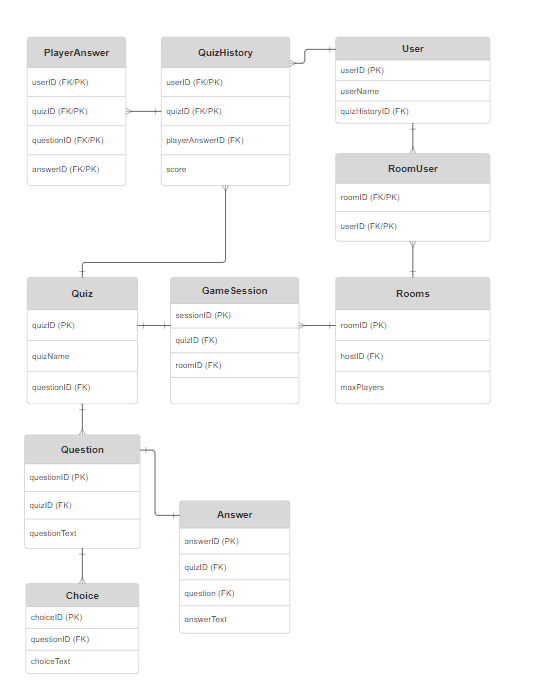 PlayerAnswer
userID (FK/PK)
quizID (FK/PK)
questionID (FK/PK)
answerID (FK/PK)
QuizHistory
userID (FK/PK)
quizID (FK/PK)
playerAnswerID (FK)
score
User
userID (PK)
userName
quizHistoryID (FK)
RoomUser
roomID (FK/PK)
userID (FK/PK)
Quiz
quizID (PK)
quizName
questionID (FK)
GameSession
sessionID (PK)
quizID (FK)
roomID (FK)
Rooms
roomID (PK)
hostID (FK)
maxPlayers
Question
questionID (PK)
quizID (FK)
questionText
Answer
answerID (PK)
quizID (FK)
question (FK)
answerText
Choice
choiceID (PK)
questionID (FK)
choiceText